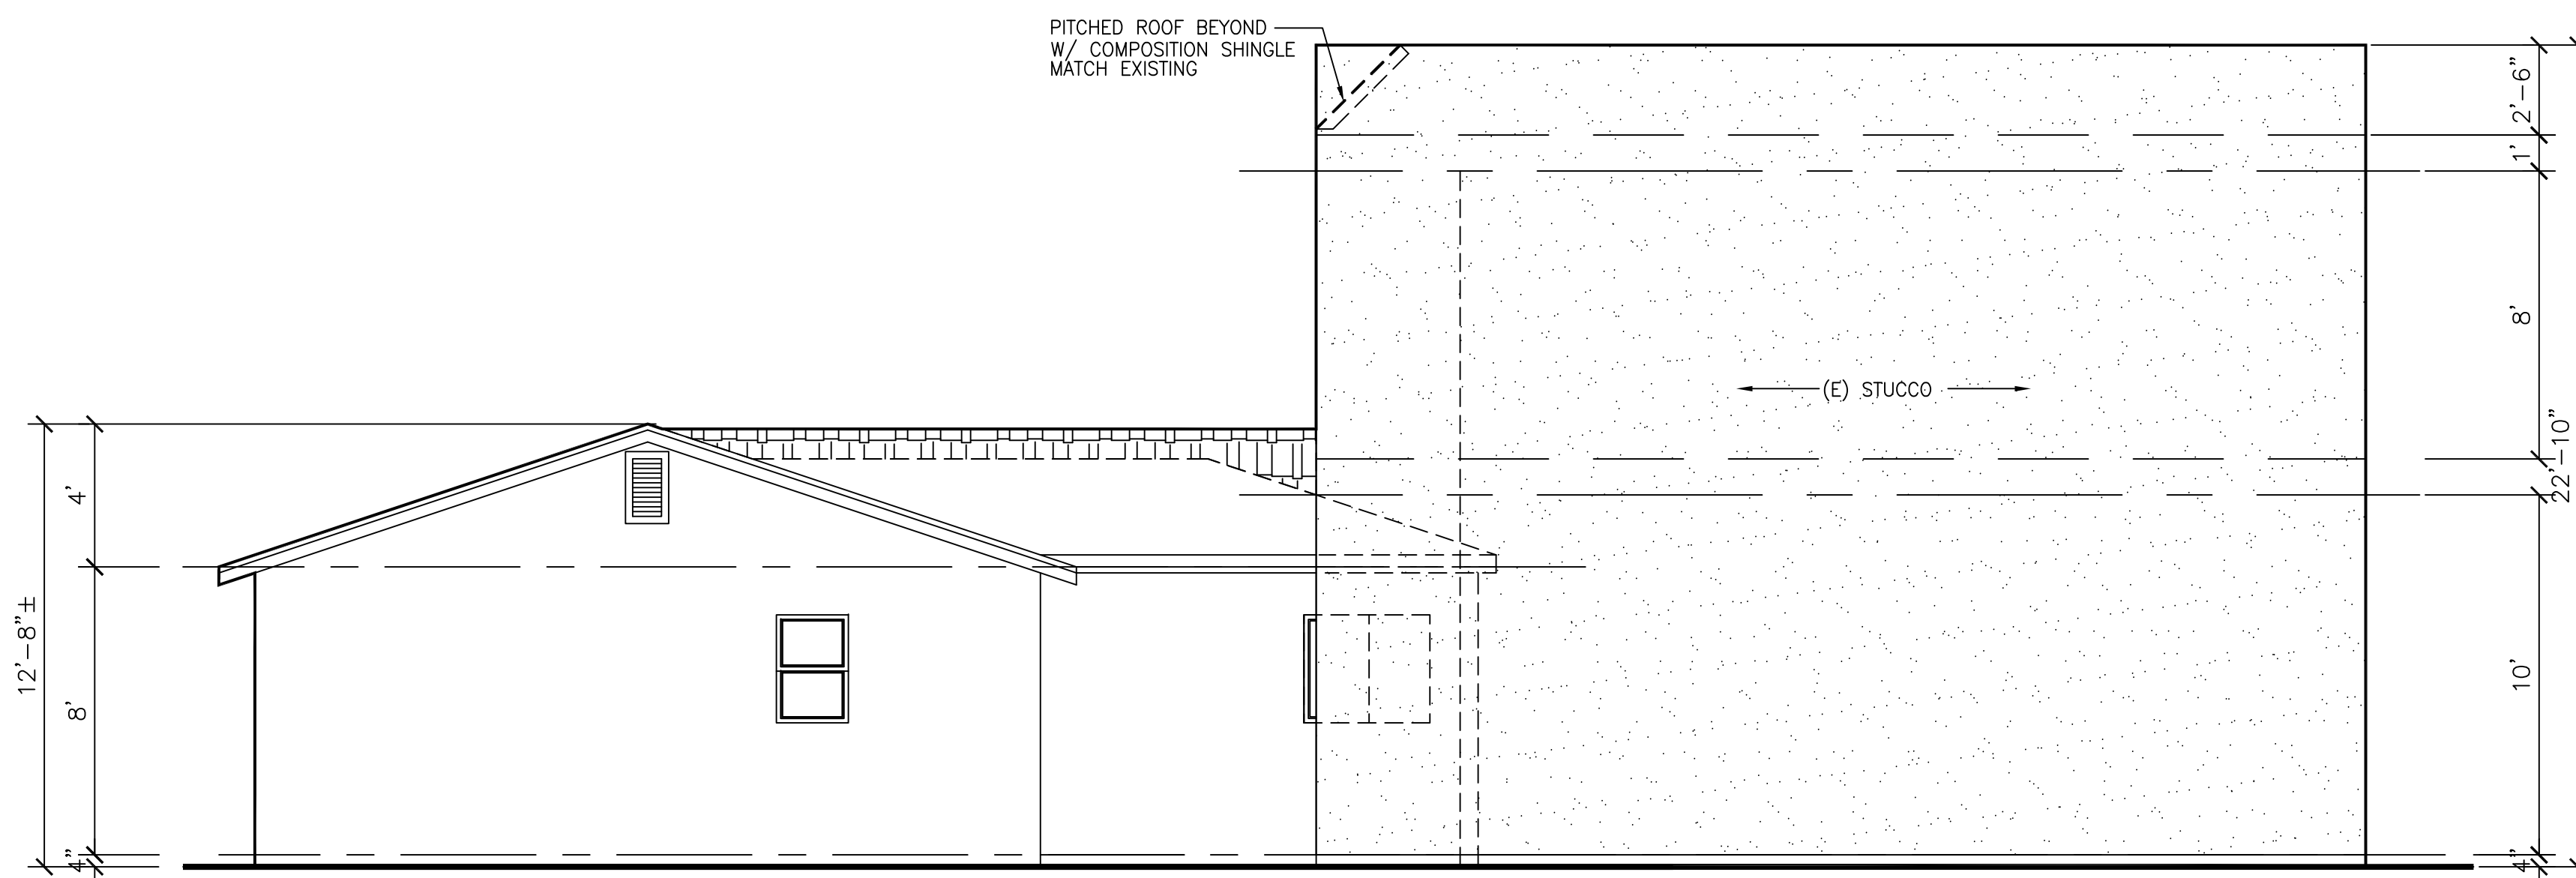 PITCHED ROOF BEYOND
W/ COMPOSITION SHINGLE
MATCH EXISTING
2'-6"
1'
8'
(E) STUCCO
22'-10"
4'
12'-8"±
8'
10'
4"
4"